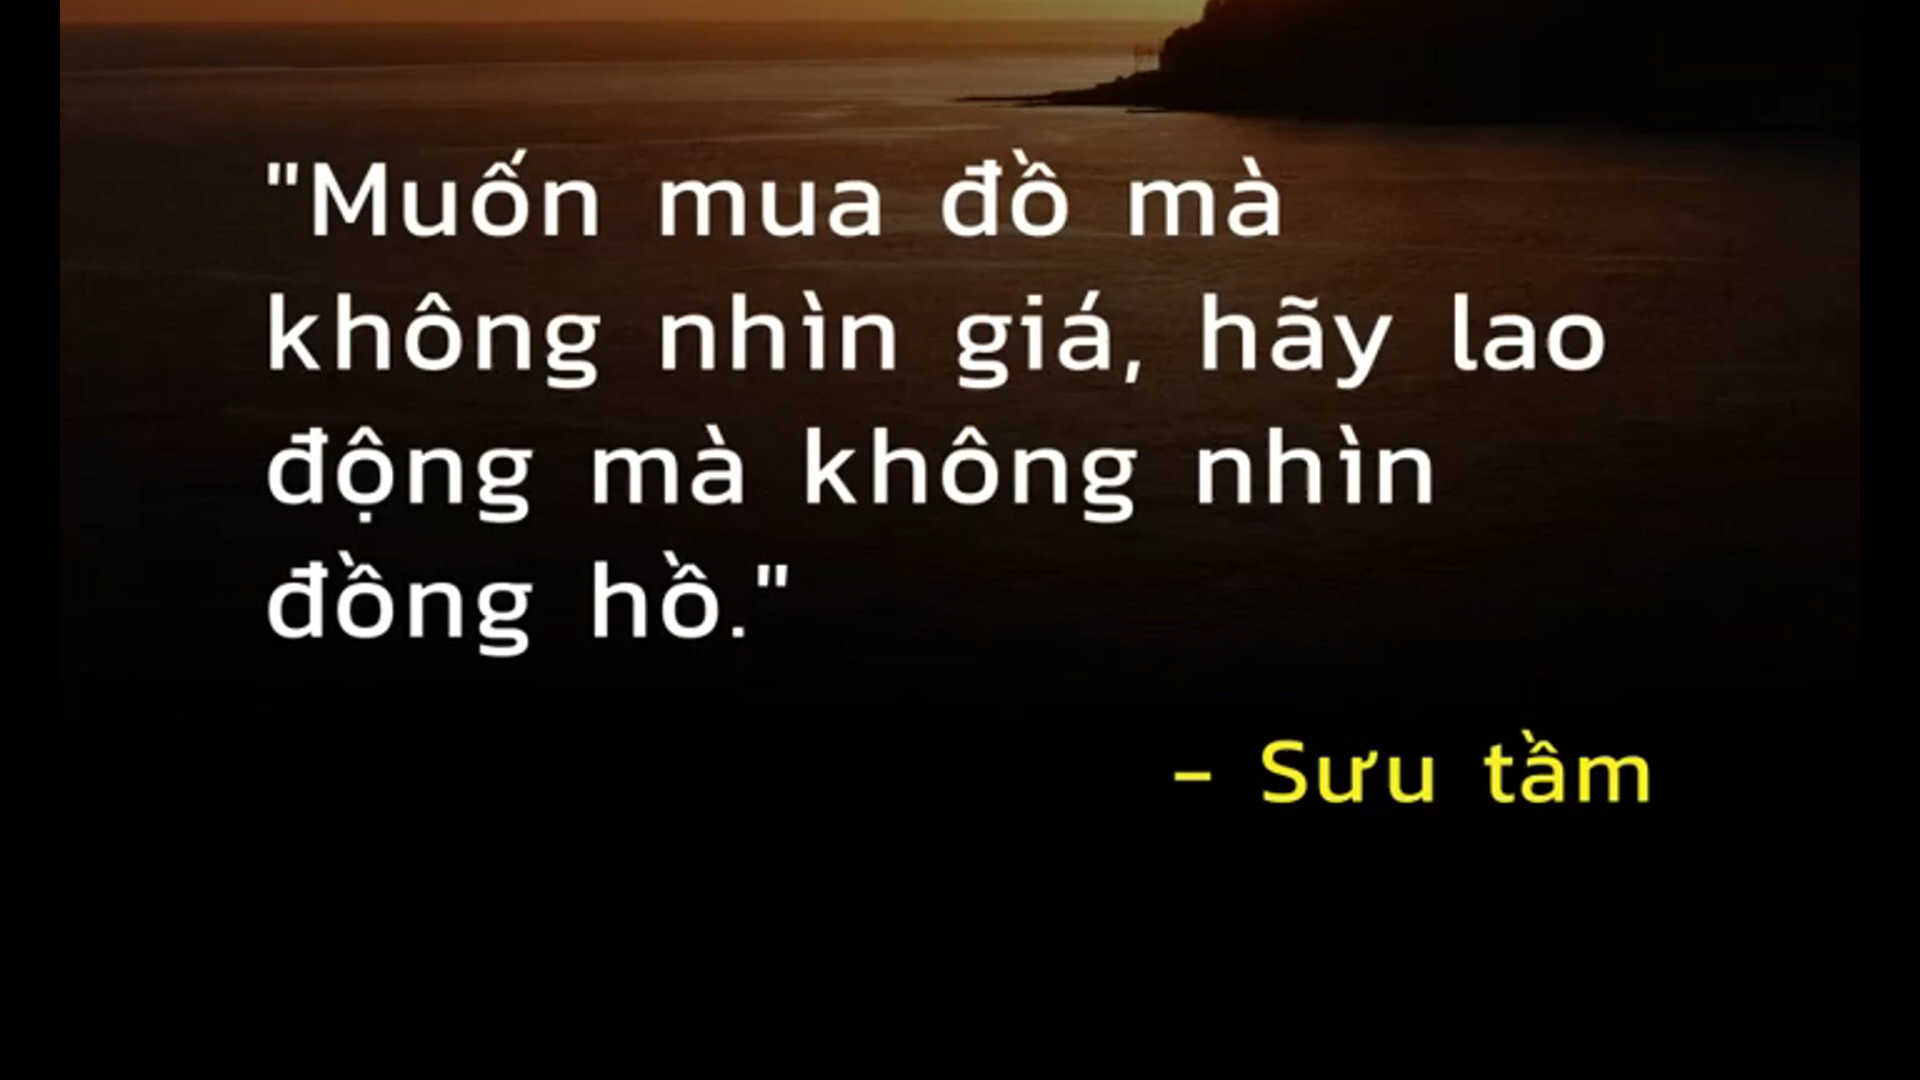 "Muốn mua đồ mà
không nhìn giá, hãy lao
động mà không nhìn
đồng hồ."
– Sưu tầm